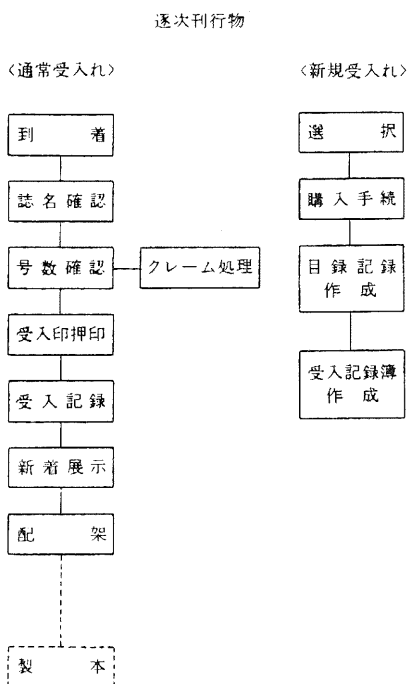 逐次刊行物
〈通常受入れ〉
到着
誌名確認
号数確認
クレーム処理
受入印押印
受入記録
新着展示
配架
製本
〈新規受入れ〉
選択
購入手続
目録記録
作成
受入記録簿
作成